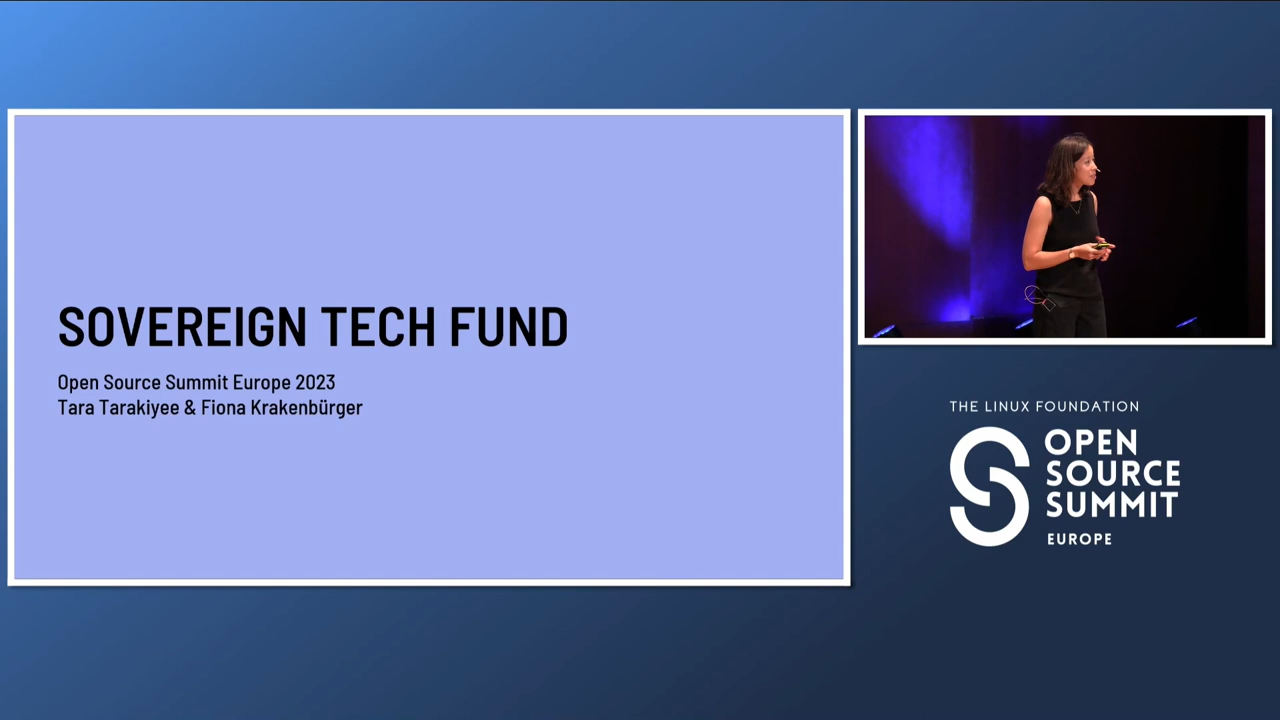 SOVEREIGN TECH FUND
Open Source Summit Europe 2023
Tara Tarakiyee & Fiona Krakenbürger
THE LINUX FOUNDATION
OPEN
SOURCE
SUMMIT
EUROPE